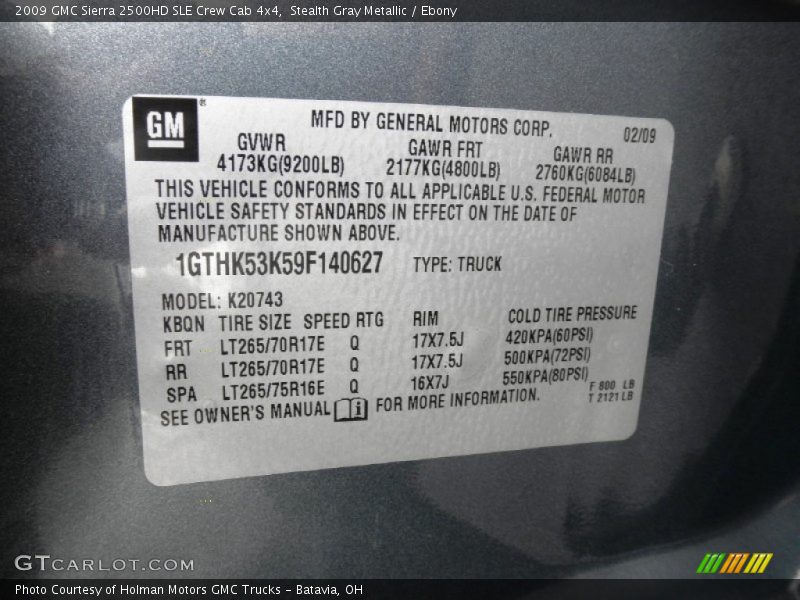 2009 GMC Sierra 2500HD SLE Crew Cab 4x4,  Stealth Gray Metallic / Ebony
GM®
MFD BY GENERAL MOTORS CORP. 02/09
GVWR GAWR FRT GAWR RR
4173KG(9200LB) 2177KG(4800LB) 2760KG(6084LB)
THIS VEHICLE CONFORMS TO ALL APPLICABLE U.S. FEDERAL MOTOR
VEHICLE SAFETY STANDARDS IN EFFECT ON THE DATE OF
MANUFACTURE SHOWN ABOVE.
1GTHK53K59F140627 TYPE: TRUCK
MODEL: K20743
KBQN TIRE SIZE SPEED RTG RIM COLD TIRE PRESSURE
FRT LT265/70R17E Q 17X7.5J 420KPA(60PSI)
RR LT265/70R17E Q 17X7.5J 500KPA(72PSI)
SPA LT265/75R16E Q 16X7J 550KPA(80PSI)
SEE OWNER'S MANUAL FOR MORE INFORMATION.
F 800 LB
T 2121 LB
GTCARLOT.COM
Photo Courtesy of Holman Motors GMC Trucks - Batavia, OH